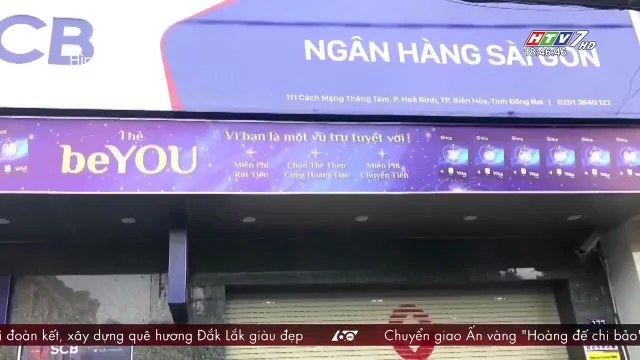 SCB
NGÂN HÀNG SÀI GÒN
HTV7 HD
18:46:46
111 Cách Mạng Tháng Tám, P. Hoà Bình, TP. Biên Hòa, Tỉnh Đồng Nai | 0251 3840 122
Thẻ
beYOU
Vì bạn là một vũ trụ tuyệt vời!
Miễn Phí
Rút Tiền
Chọn Thẻ Theo
Cung Hoàng Đạo
Miễn Phí
Chuyển Tiền
SCB
i đoàn kết, xây dựng quê hương Đắk Lắk giàu đẹp
Chuyển giao Ấn vàng "Hoàng đế chi bảo"